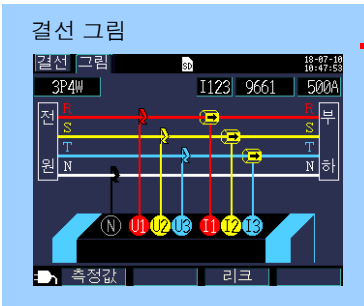 결선 그림
결선 그림 SD 18-07-10
10:47:53
3P4W I123 9661 500A
R R
S S
T T
N N
전원
부하
N U1 U2 U3 I1 I2 I3
측정값 리크